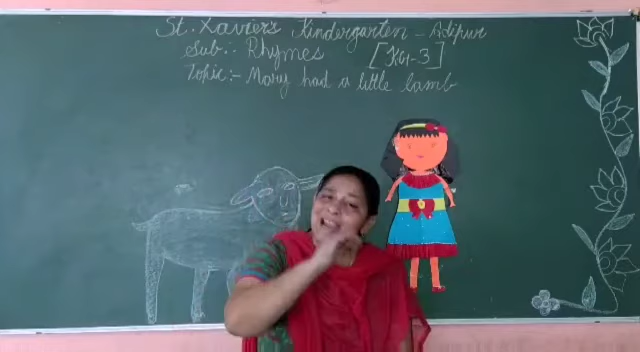 St. Xavier's Kindergarten - Adipur
Sub:- Rhymes [KG-3]
Topic:- Mary had a little lamb